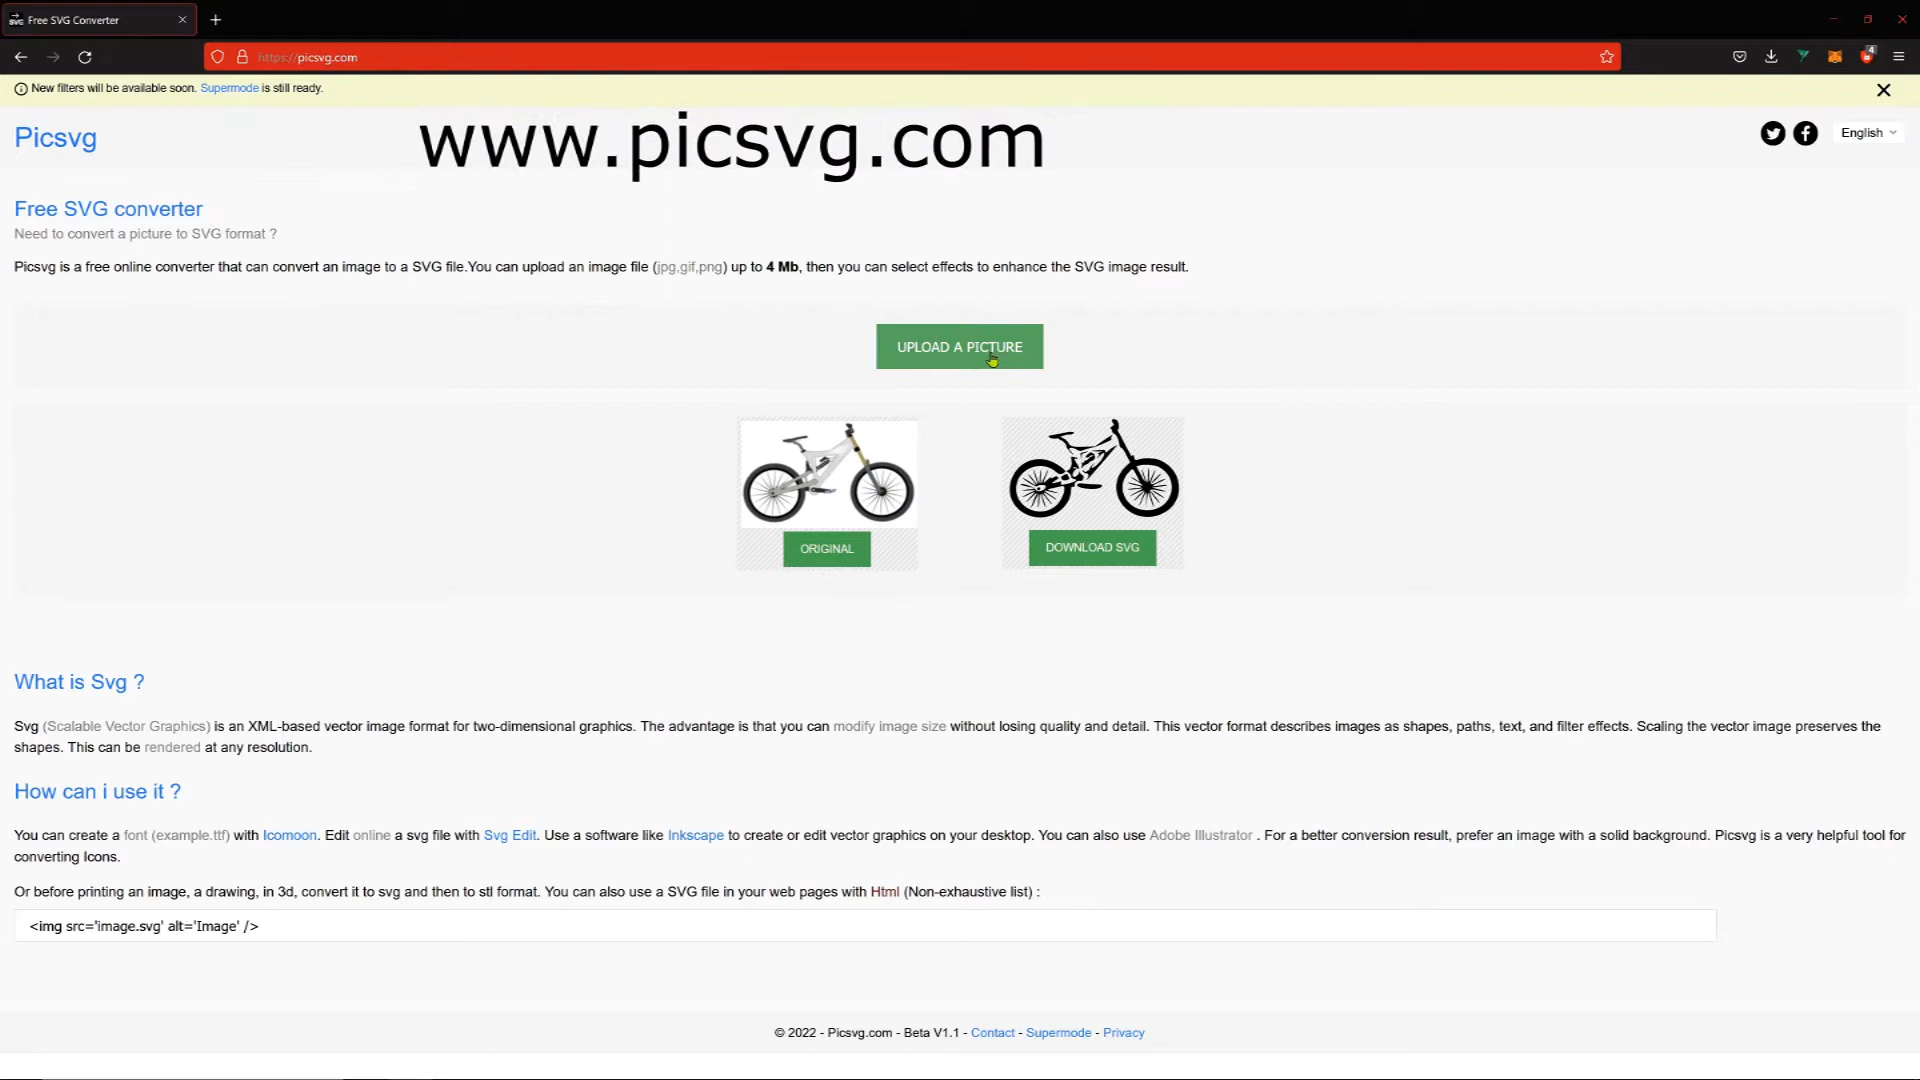 Free SVG Converter
https://picsvg.com
4
New filters will be available soon. Supermode is still ready.
Picsvg
www.picsvg.com
English
Free SVG converter
Need to convert a picture to SVG format ?
Picsvg is a free online converter that can convert an image to a SVG file.You can upload an image file (jpg,gif,png) up to 4 Mb, then you can select effects to enhance the SVG image result.
UPLOAD A PICTURE
ORIGINAL
DOWNLOAD SVG
What is Svg ?
Svg (Scalable Vector Graphics) is an XML-based vector image format for two-dimensional graphics. The advantage is that you can modify image size without losing quality and detail. This vector format describes images as shapes, paths, text, and filter effects. Scaling the vector image preserves the
shapes. This can be rendered at any resolution.
How can i use it ?
You can create a font (example.ttf) with Icomoon. Edit online a svg file with Svg Edit. Use a software like Inkscape to create or edit vector graphics on your desktop. You can also use Adobe Illustrator . For a better conversion result, prefer an image with a solid background. Picsvg is a very helpful tool for
converting Icons.
Or before printing an image, a drawing, in 3d, convert it to svg and then to stl format. You can also use a SVG file in your web pages with Html (Non-exhaustive list) :
<img src='image.svg' alt='Image' />
© 2022 - Picsvg.com - Beta V1.1 - Contact - Supermode - Privacy